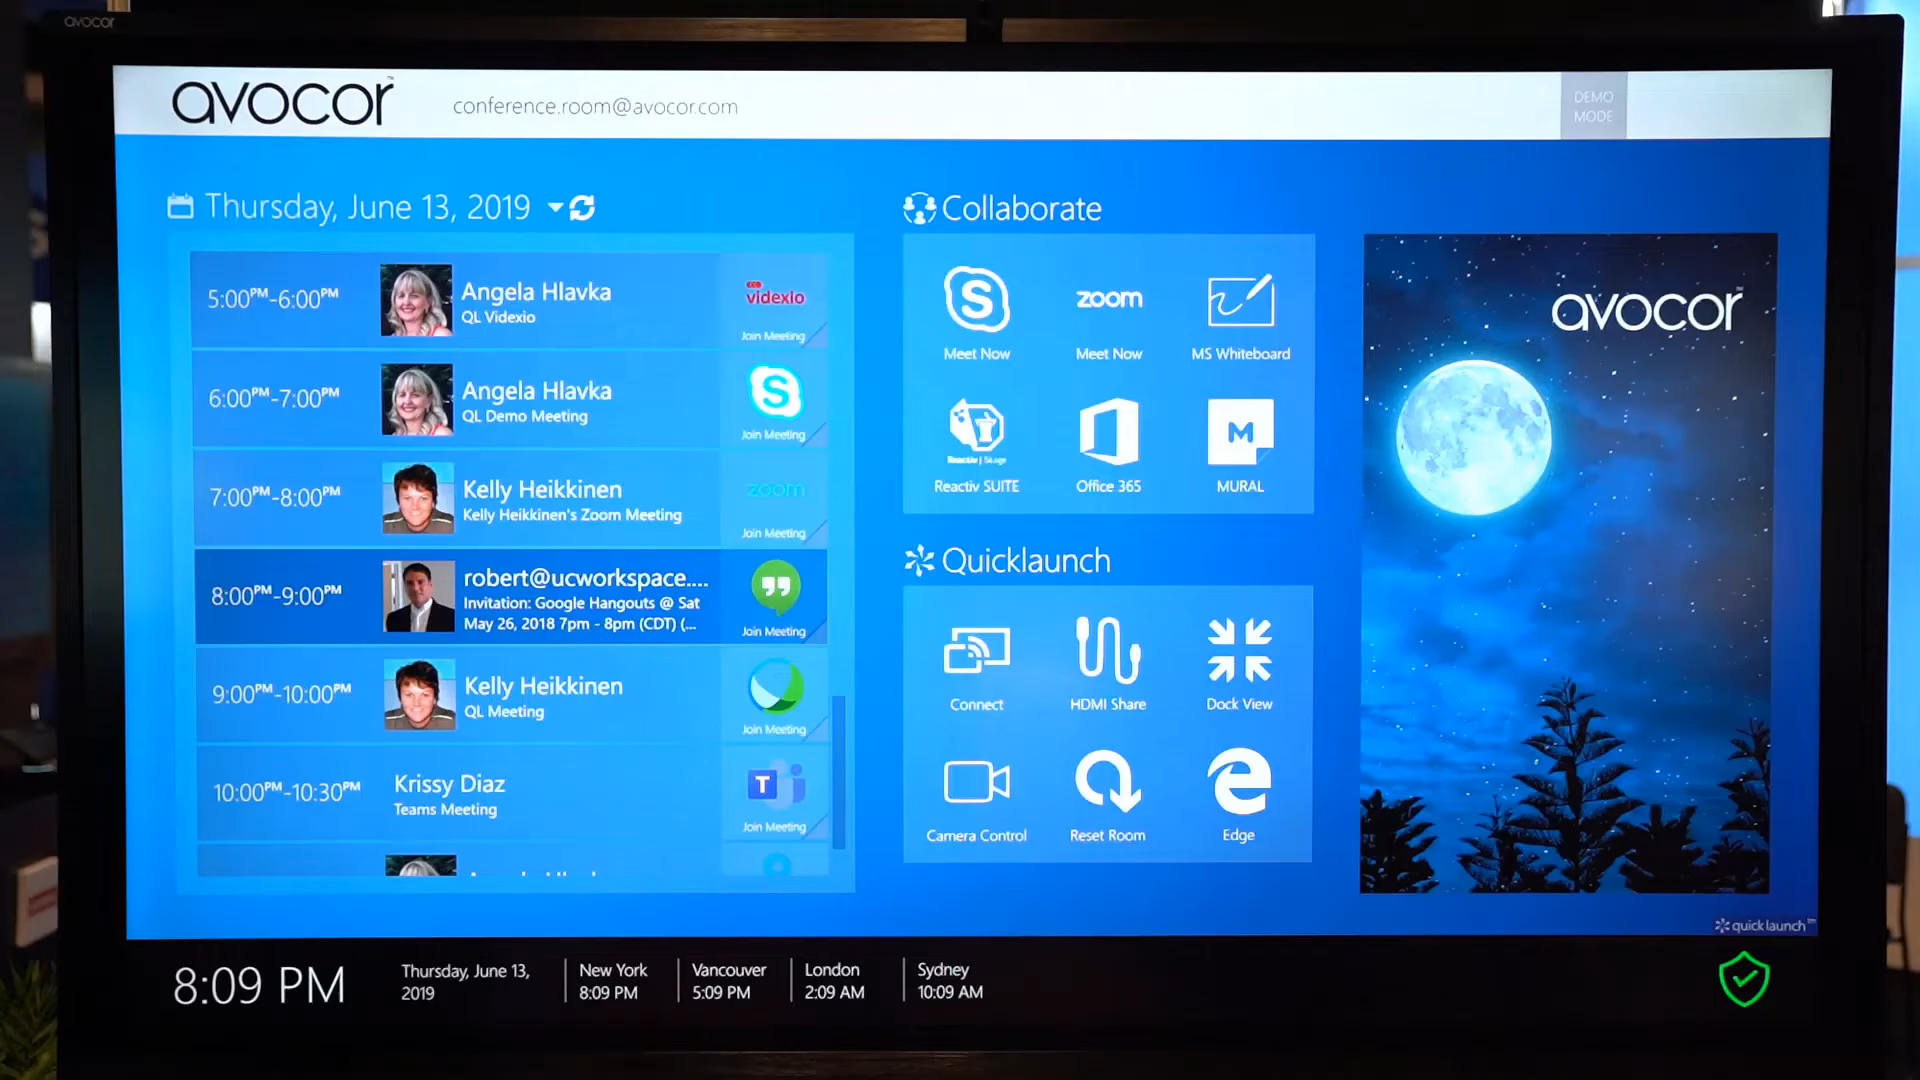 avocor
avocor™
conference.room@avocor.com
DEMO
MODE
Thursday, June 13, 2019
5:00PM-6:00PM
Angela Hlavka
QL Videxio
videxio
Join Meeting
6:00PM-7:00PM
Angela Hlavka
QL Demo Meeting
Join Meeting
7:00PM-8:00PM
Kelly Heikkinen
Kelly Heikkinen's Zoom Meeting
zoom
Join Meeting
8:00PM-9:00PM
robert@ucworkspace....
Invitation: Google Hangouts @ Sat
May 26, 2018 7pm - 8pm (CDT) (...
Join Meeting
9:00PM-10:00PM
Kelly Heikkinen
QL Meeting
Join Meeting
10:00PM-10:30PM
Krissy Diaz
Teams Meeting
T
Join Meeting
Collaborate
S
Meet Now
zoom
Meet Now
MS Whiteboard
Reactiv | Stage
Reactiv SUITE
Office 365
M
MURAL
Quicklaunch
Connect
HDMI Share
Dock View
Camera Control
Reset Room
Edge
avocor™
quicklaunch™
8:09 PM
Thursday, June 13,
2019
New York
8:09 PM
Vancouver
5:09 PM
London
2:09 AM
Sydney
10:09 AM